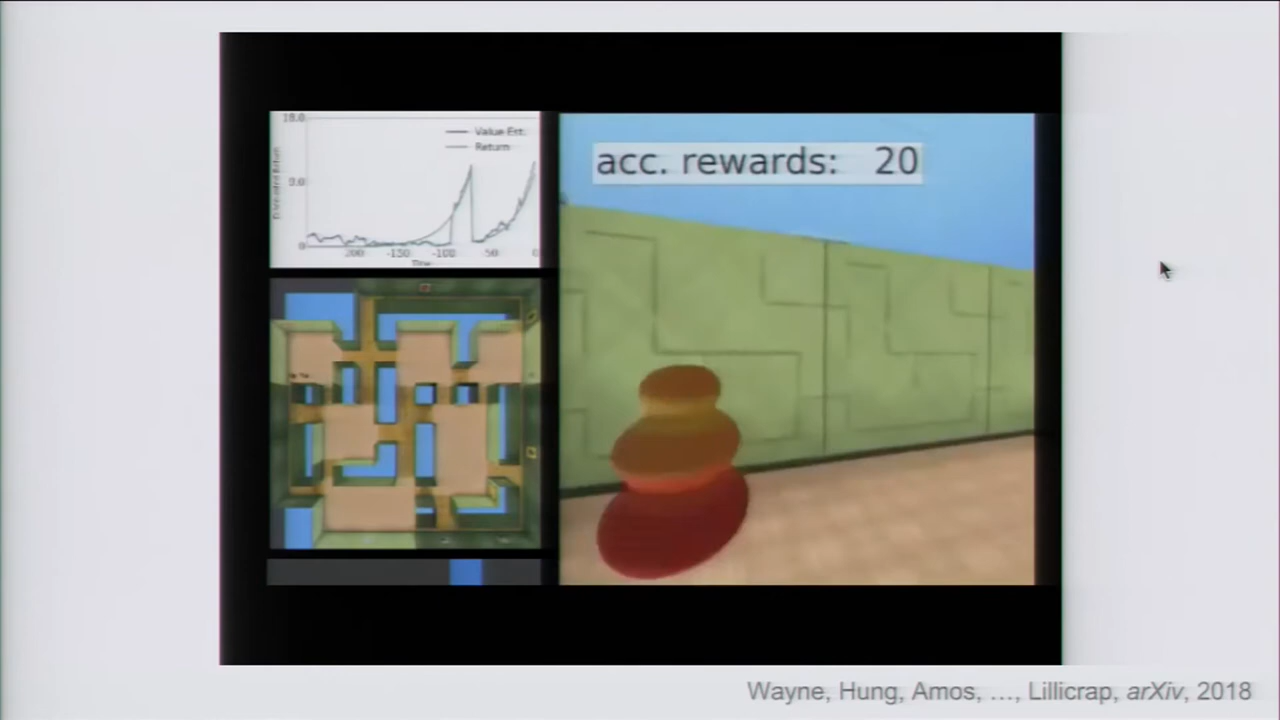 18.0
Value Est.
Return
9.0
0
200 -150 -100 50 0
Time
acc. rewards: 20
Wayne, Hung, Amos, ..., Lillicrap, arXiv, 2018